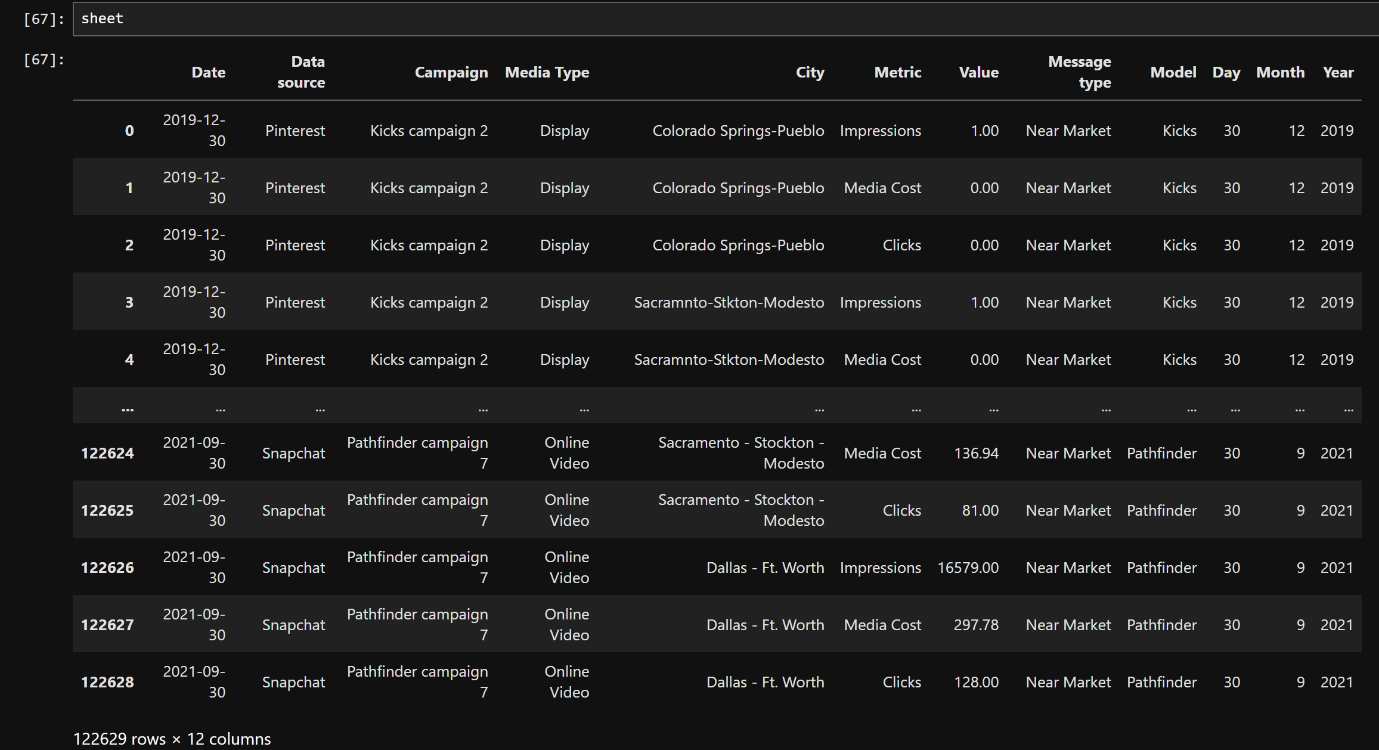 [67]: sheet
[67]:
Date Data source Campaign Media Type City Metric Value Message type Model Day Month Year
0 2019-12-30 Pinterest Kicks campaign 2 Display Colorado Springs-Pueblo Impressions 1.00 Near Market Kicks 30 12 2019
1 2019-12-30 Pinterest Kicks campaign 2 Display Colorado Springs-Pueblo Media Cost 0.00 Near Market Kicks 30 12 2019
2 2019-12-30 Pinterest Kicks campaign 2 Display Colorado Springs-Pueblo Clicks 0.00 Near Market Kicks 30 12 2019
3 2019-12-30 Pinterest Kicks campaign 2 Display Sacramnto-Stkton-Modesto Impressions 1.00 Near Market Kicks 30 12 2019
4 2019-12-30 Pinterest Kicks campaign 2 Display Sacramnto-Stkton-Modesto Media Cost 0.00 Near Market Kicks 30 12 2019
... ... ... ... ... ... ... ... ... ... ... ... ...
122624 2021-09-30 Snapchat Pathfinder campaign 7 Online Video Sacramento - Stockton - Modesto Media Cost 136.94 Near Market Pathfinder 30 9 2021
122625 2021-09-30 Snapchat Pathfinder campaign 7 Online Video Sacramento - Stockton - Modesto Clicks 81.00 Near Market Pathfinder 30 9 2021
122626 2021-09-30 Snapchat Pathfinder campaign 7 Online Video Dallas - Ft. Worth Impressions 16579.00 Near Market Pathfinder 30 9 2021
122627 2021-09-30 Snapchat Pathfinder campaign 7 Online Video Dallas - Ft. Worth Media Cost 297.78 Near Market Pathfinder 30 9 2021
122628 2021-09-30 Snapchat Pathfinder campaign 7 Online Video Dallas - Ft. Worth Clicks 128.00 Near Market Pathfinder 30 9 2021
122629 rows × 12 columns